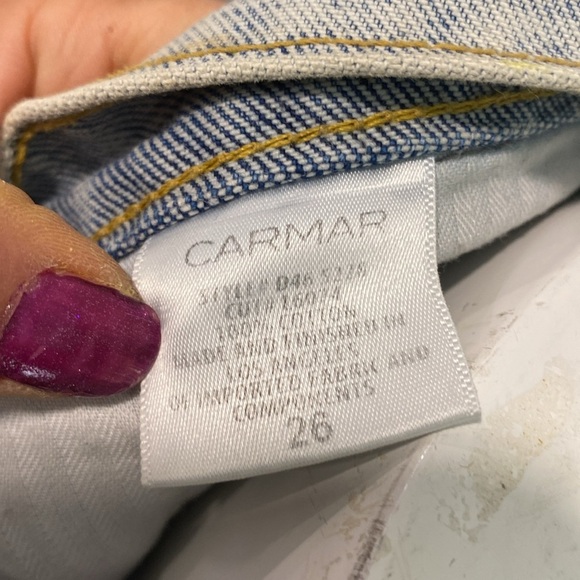 CARMAR
STYLE# D46 5378
CUT# 16074
100% COTTON
MADE AND FINISHED IN
LOS ANGELES
OF IMPORTED FABRIC AND
COMPONENTS
26